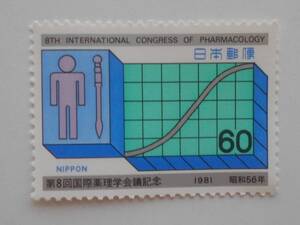 8TH INTERNATIONAL CONGRESS OF PHARMACOLOGY
日本郵便
60
NIPPON
第8回国際薬理学会議記念 1981 昭和56年